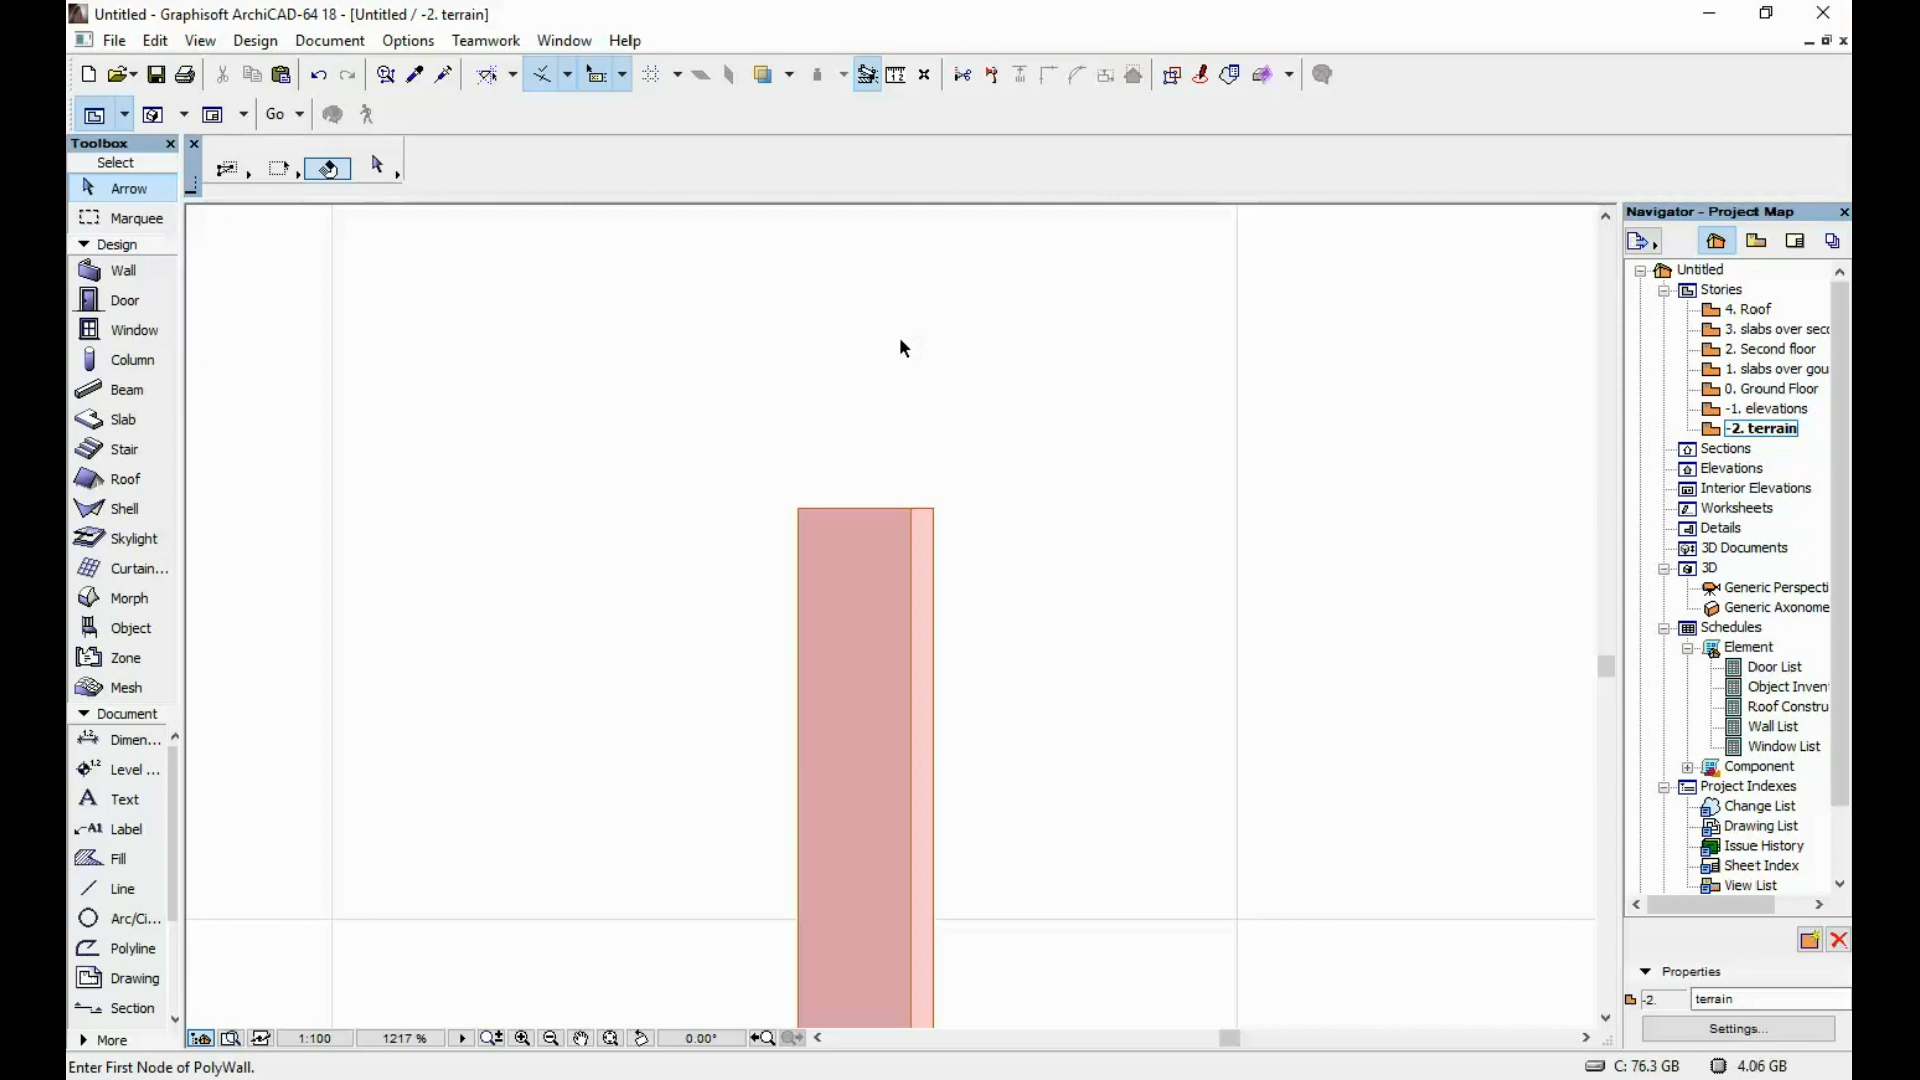 Untitled - Graphisoft ArchiCAD-64 18 - [Untitled / -2. terrain]
File Edit View Design Document Options Teamwork Window Help
Go
Toolbox
Select
Arrow
Marquee
Design
Wall
Door
Window
Column
Beam
Slab
Stair
Roof
Shell
Skylight
Curtain...
Morph
Object
Zone
Mesh
Document
Dimen...
Level ...
Text
Label
Fill
Line
Arc/Ci...
Polyline
Drawing
Section
More
Navigator - Project Map
Untitled
Stories
4. Roof
3. slabs over seco
2. Second floor
1. slabs over gou
0. Ground Floor
-1. elevations
-2. terrain
Sections
Elevations
Interior Elevations
Worksheets
Details
3D Documents
3D
Generic Perspecti
Generic Axonome
Schedules
Element
Door List
Object Inven
Roof Constru
Wall List
Window List
Component
Project Indexes
Change List
Drawing List
Issue History
Sheet Index
View List
Properties
-2. terrain
Settings...
1:100 1217 % 0.00°
Enter First Node of PolyWall. C: 76.3 GB 4.06 GB